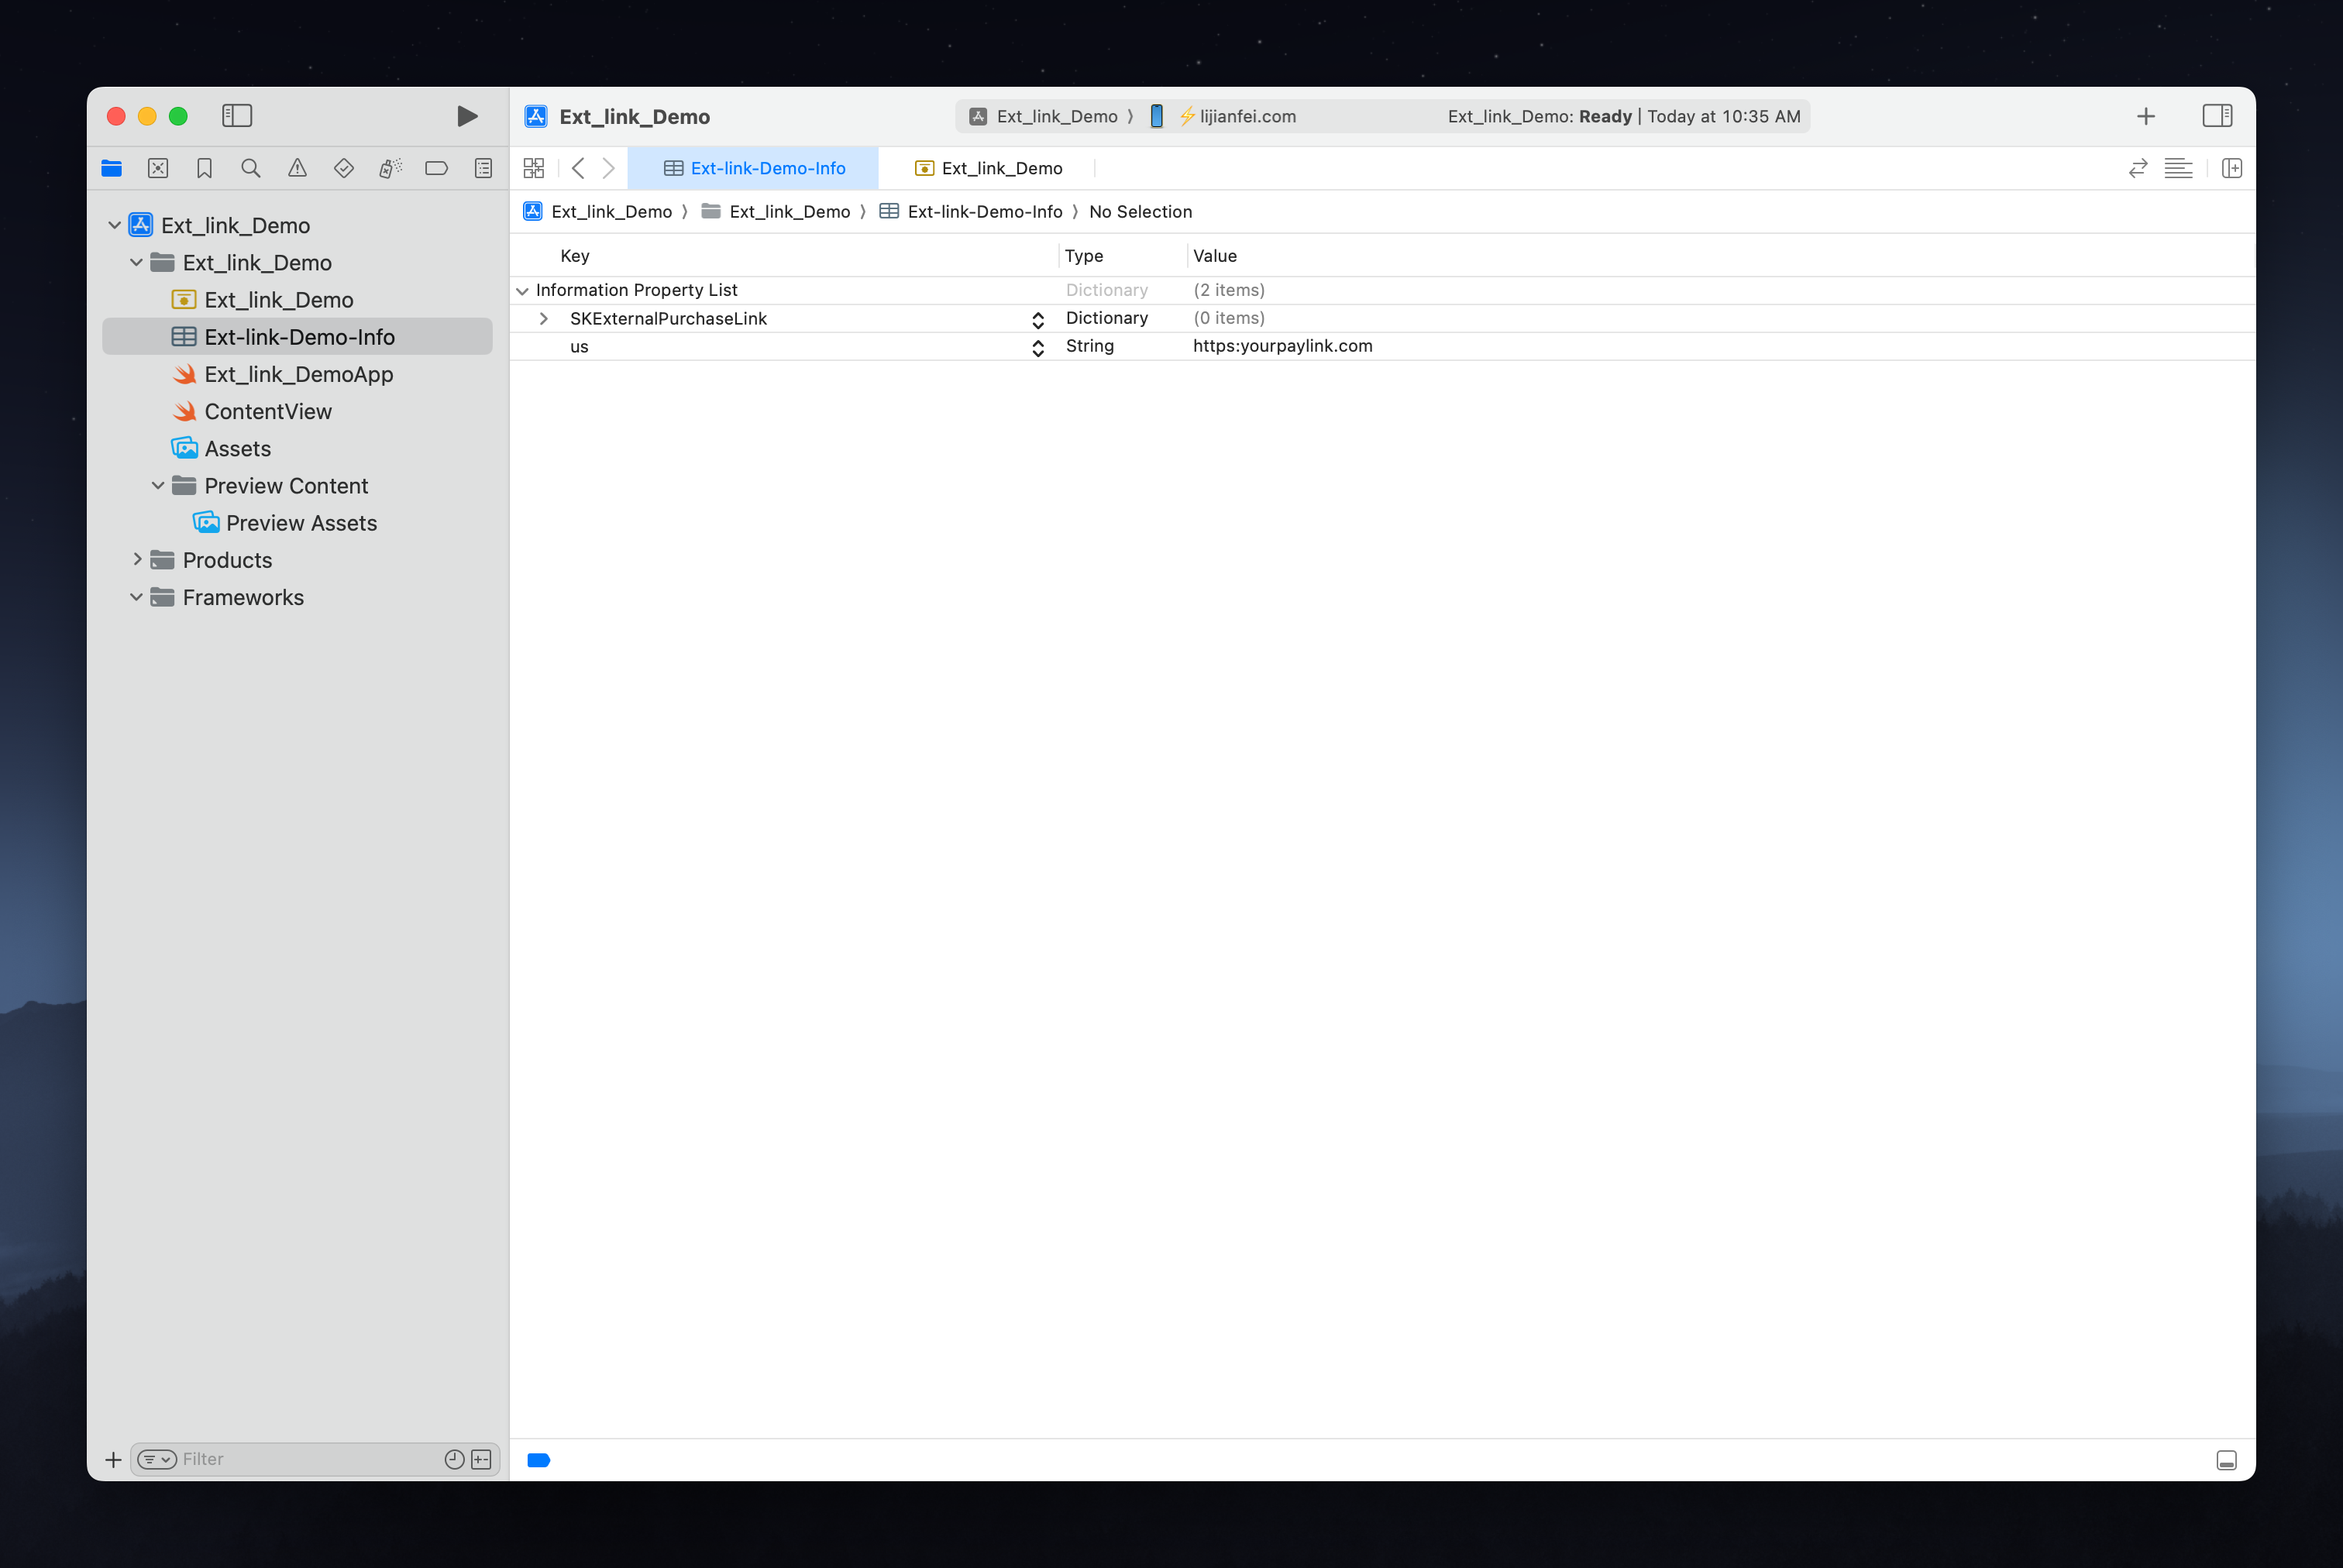 Ext_link_Demo
Ext_link_Demo ⟩ ⚡lijianfei.com
Ext_link_Demo: Ready | Today at 10:35 AM
Ext-link-Demo-Info
Ext_link_Demo
Ext_link_Demo ⟩ Ext_link_Demo ⟩ Ext-link-Demo-Info ⟩ No Selection
Ext_link_Demo
Ext_link_Demo
Ext_link_Demo
Ext-link-Demo-Info
Ext_link_DemoApp
ContentView
Assets
Preview Content
Preview Assets
Products
Frameworks
Filter
Key Type Value
Information Property List Dictionary (2 items)
SKExternalPurchaseLink Dictionary (0 items)
us String https:yourpaylink.com